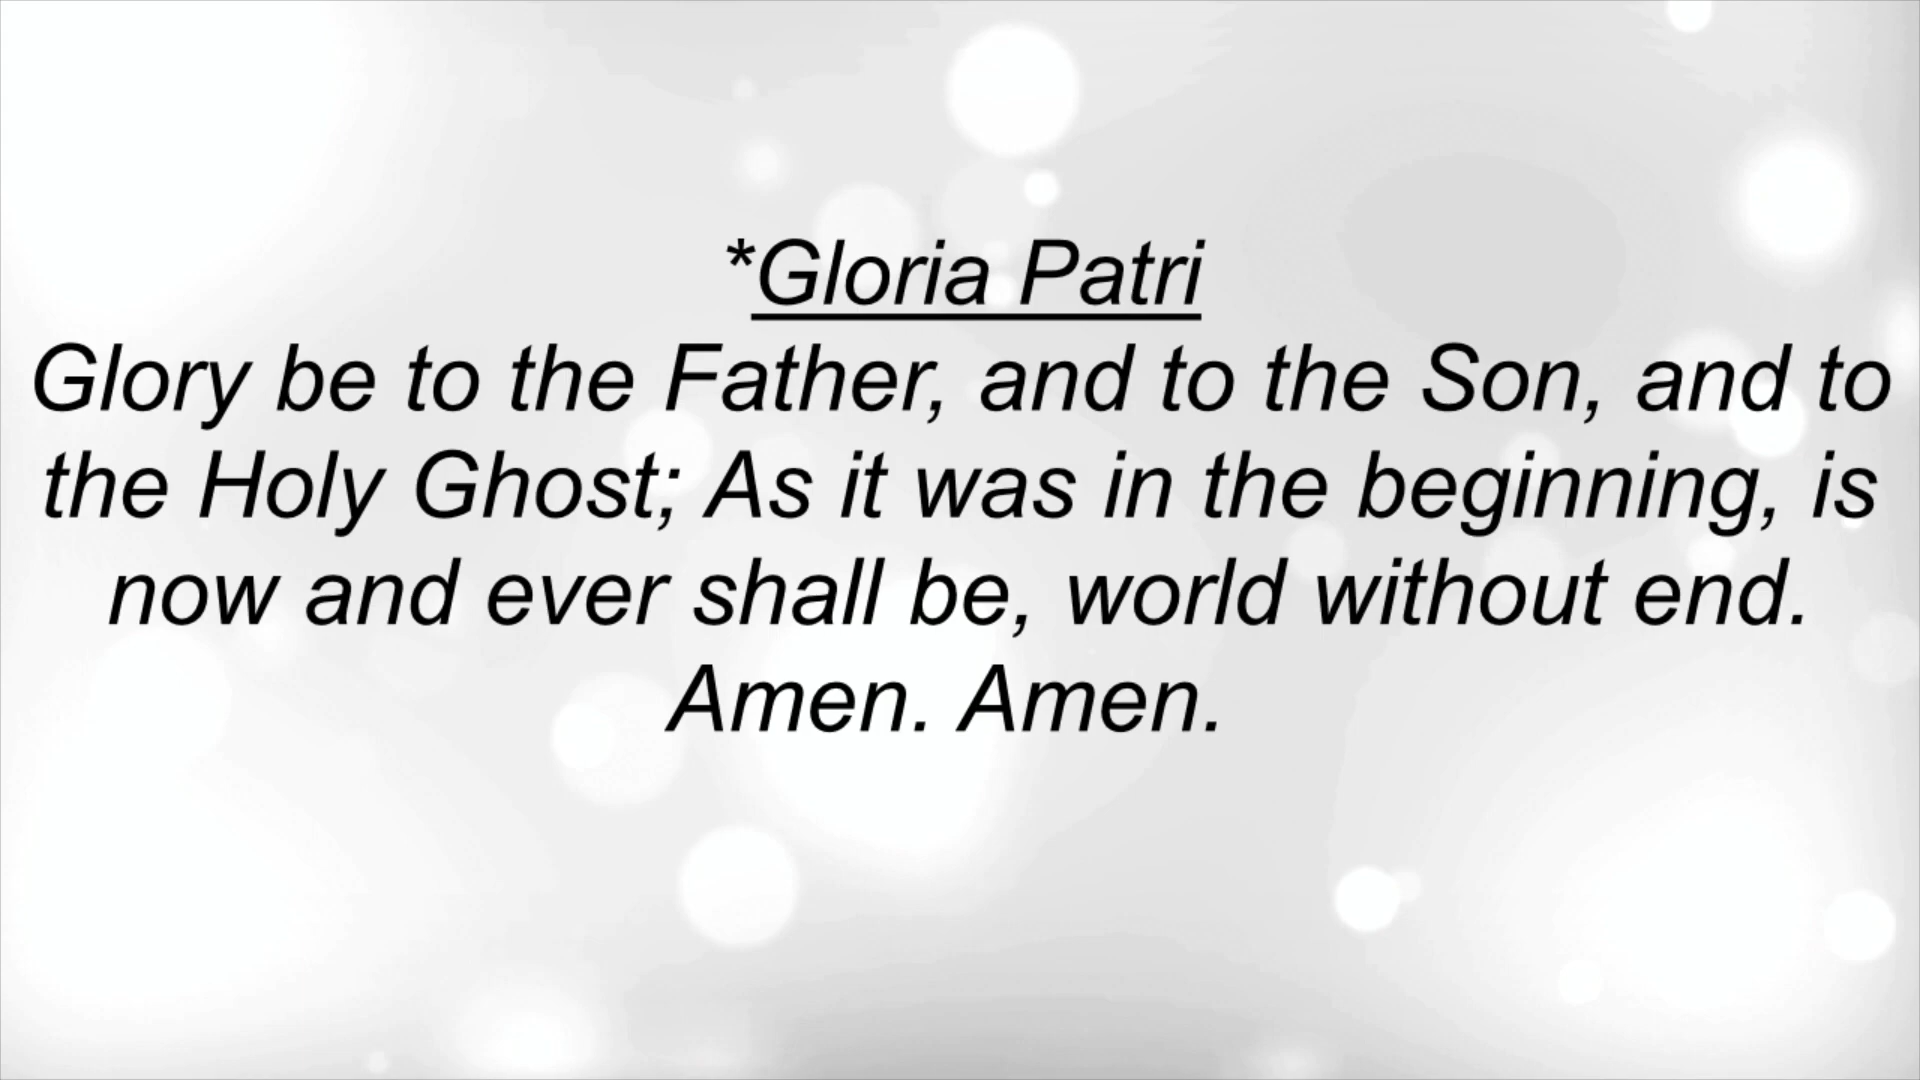 *Gloria Patri
Glory be to the Father, and to the Son, and to
the Holy Ghost; As it was in the beginning, is
now and ever shall be, world without end.
Amen. Amen.